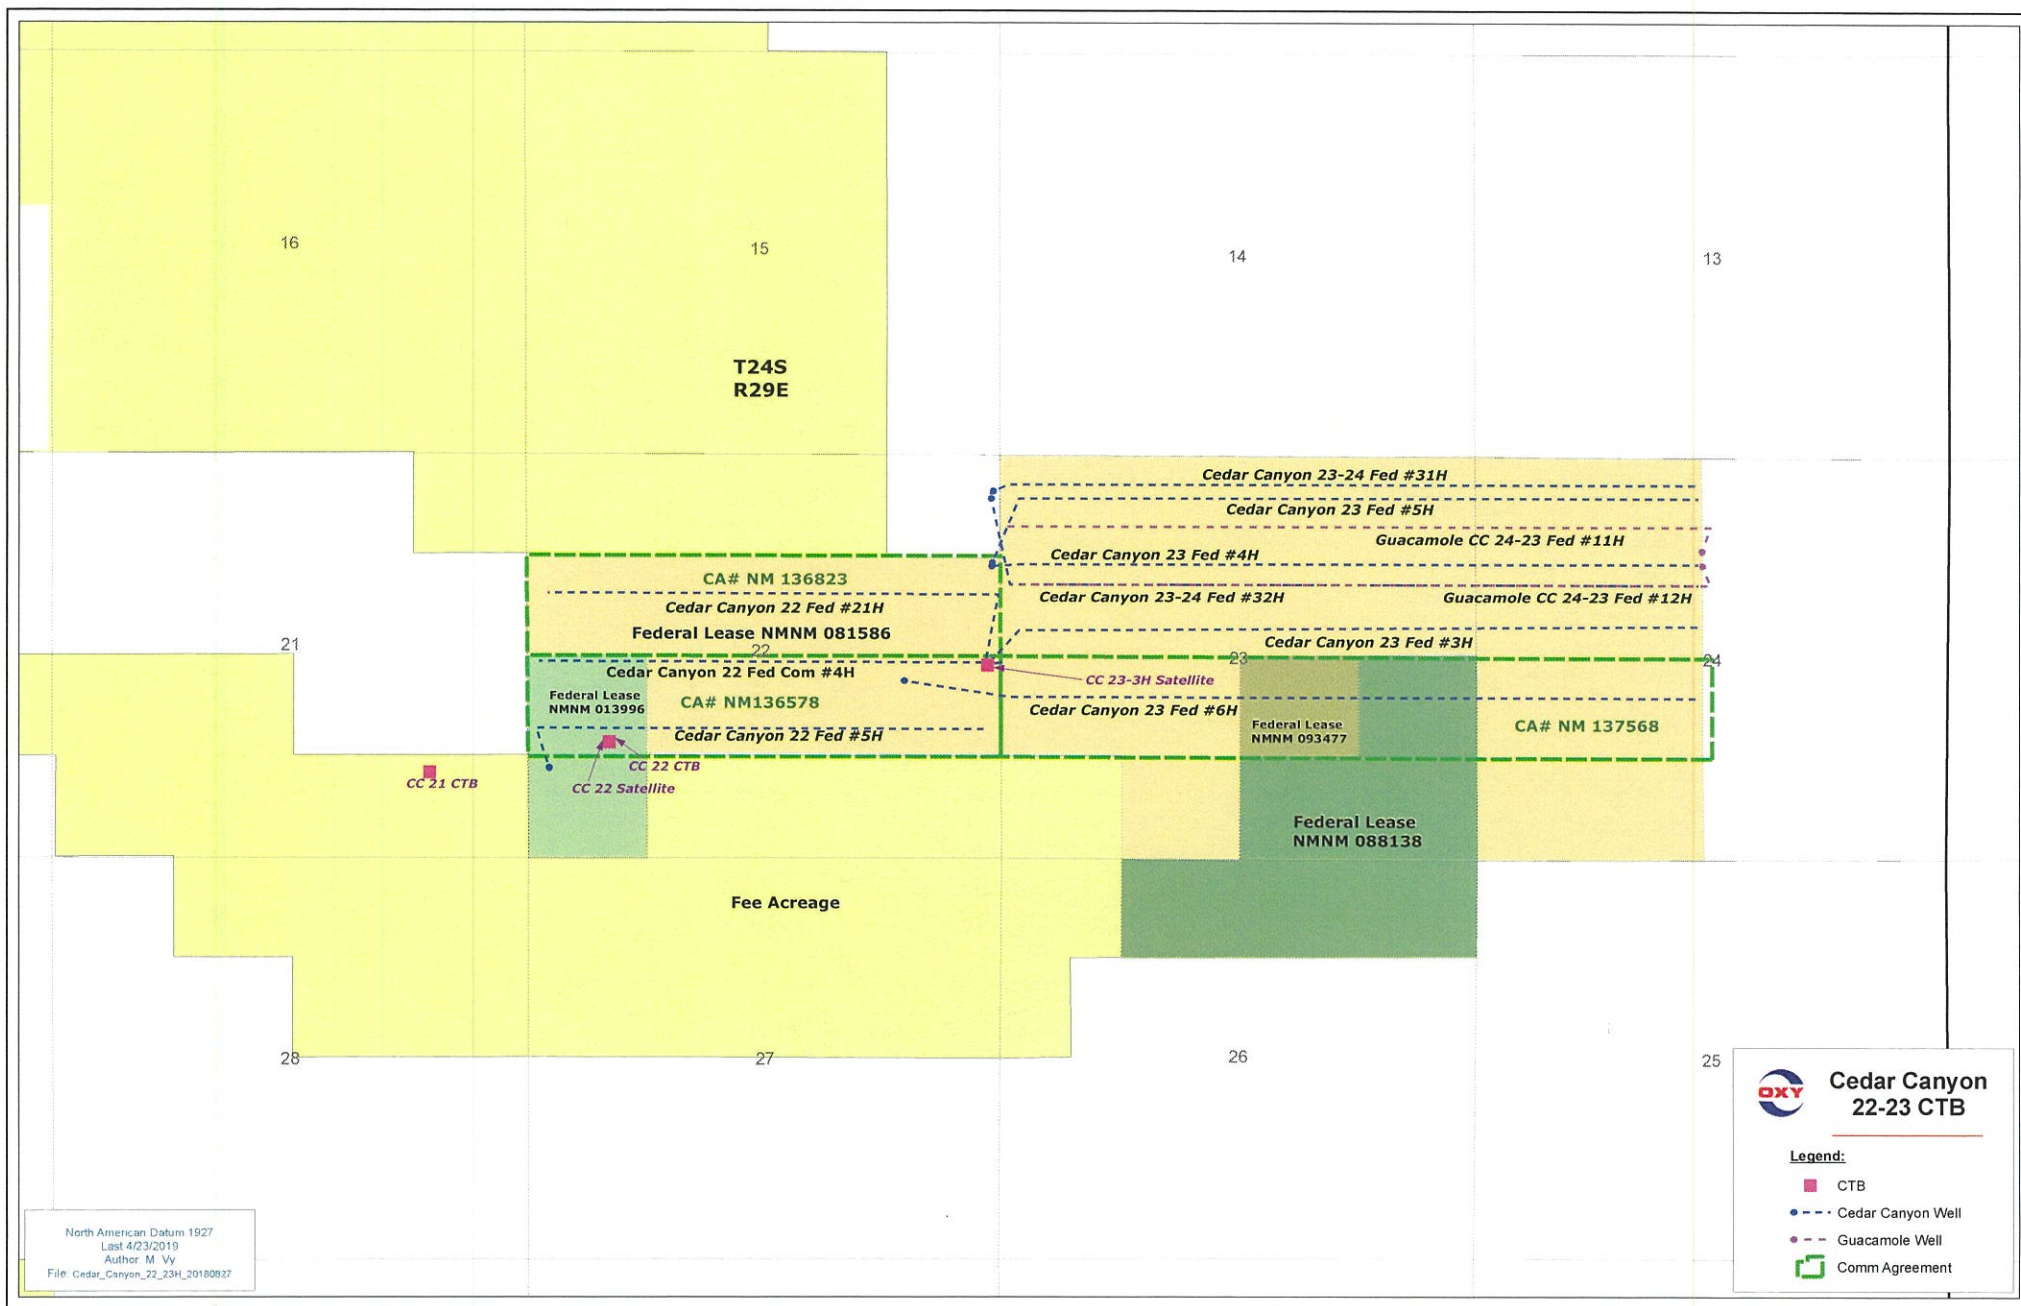 16
15
14
13
T24S
R29E
Cedar Canyon 23-24 Fed #31H
Cedar Canyon 23 Fed #5H
Guacamole CC 24-23 Fed #11H
Cedar Canyon 23 Fed #4H
CA# NM 136823
Cedar Canyon 23-24 Fed #32H
Guacamole CC 24-23 Fed #12H
Cedar Canyon 22 Fed #21H
Federal Lease NMNM 081586
21
22
Cedar Canyon 23 Fed #3H
23
24
Cedar Canyon 22 Fed Com #4H
CC 23-3H Satellite
Federal Lease
NMNM 013996
CA# NM136578
Cedar Canyon 23 Fed #6H
Federal Lease
NMNM 093477
CA# NM 137568
Cedar Canyon 22 Fed #5H
CC 22 CTB
CC 21 CTB
CC 22 Satellite
Federal Lease
NMNM 088138
Fee Acreage
28
27
26
25
OXY
Cedar Canyon
22-23 CTB
Legend:
CTB
Cedar Canyon Well
Guacamole Well
Comm Agreement
North American Datum 1927
Last 4/23/2019
Author M Vy
File: Cedar_Canyon_22_23H_20180827